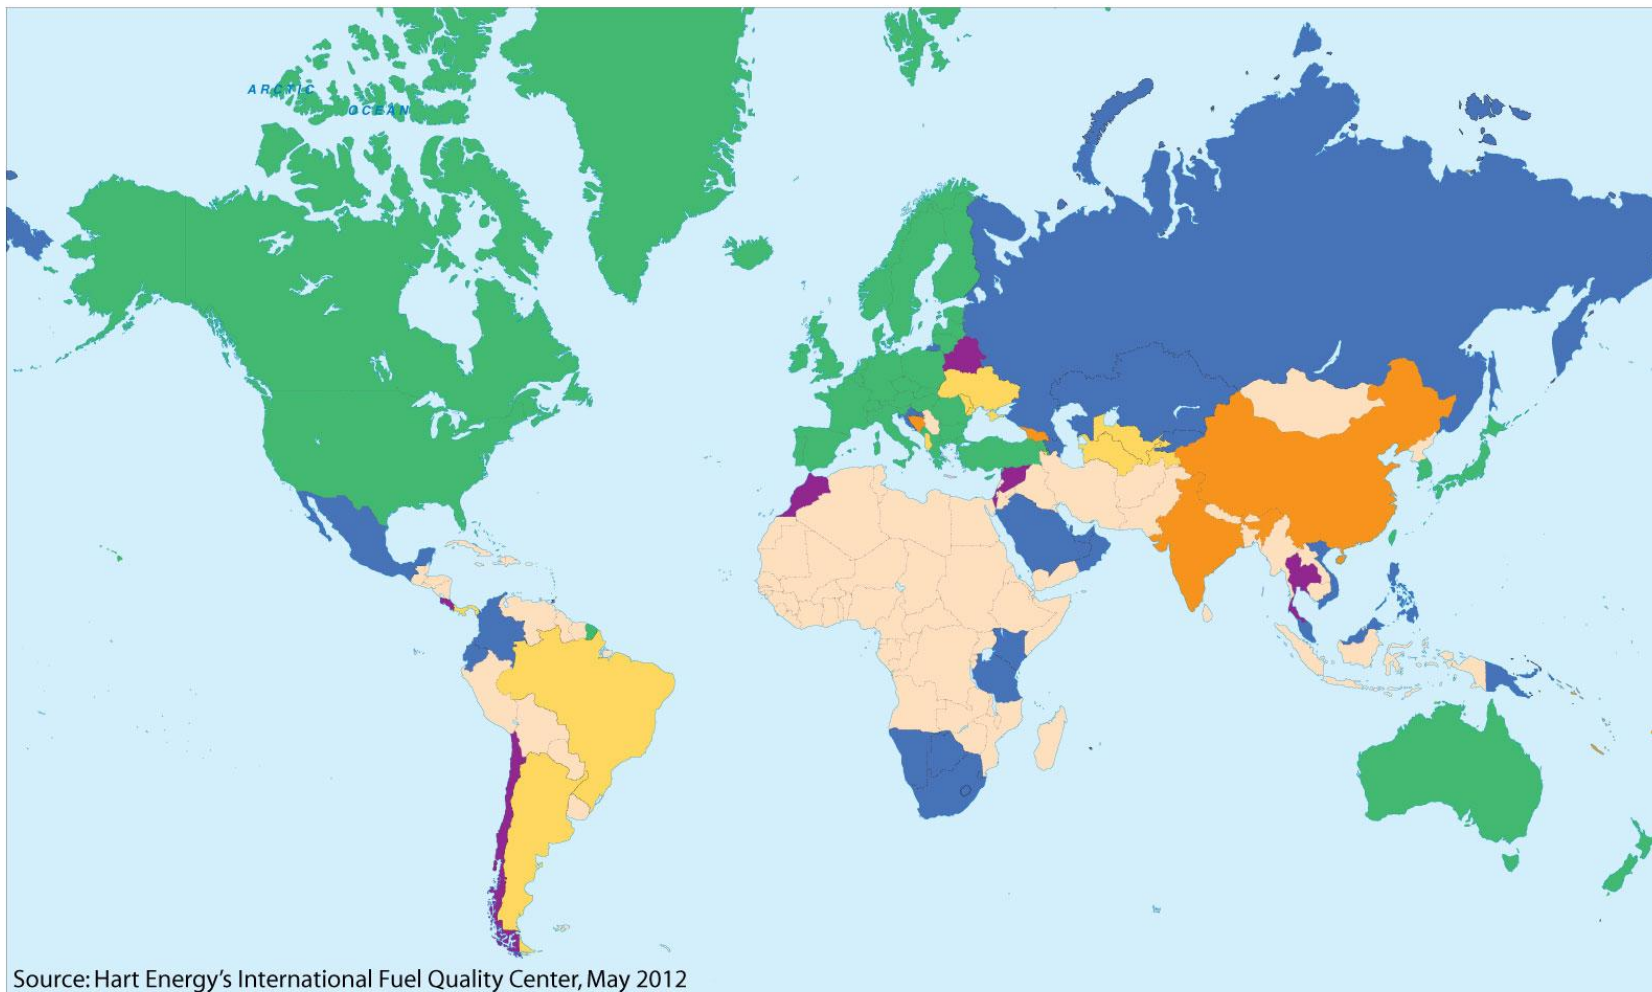 ARCTIC
OCEAN
Source: Hart Energy's International Fuel Quality Center, May 2012